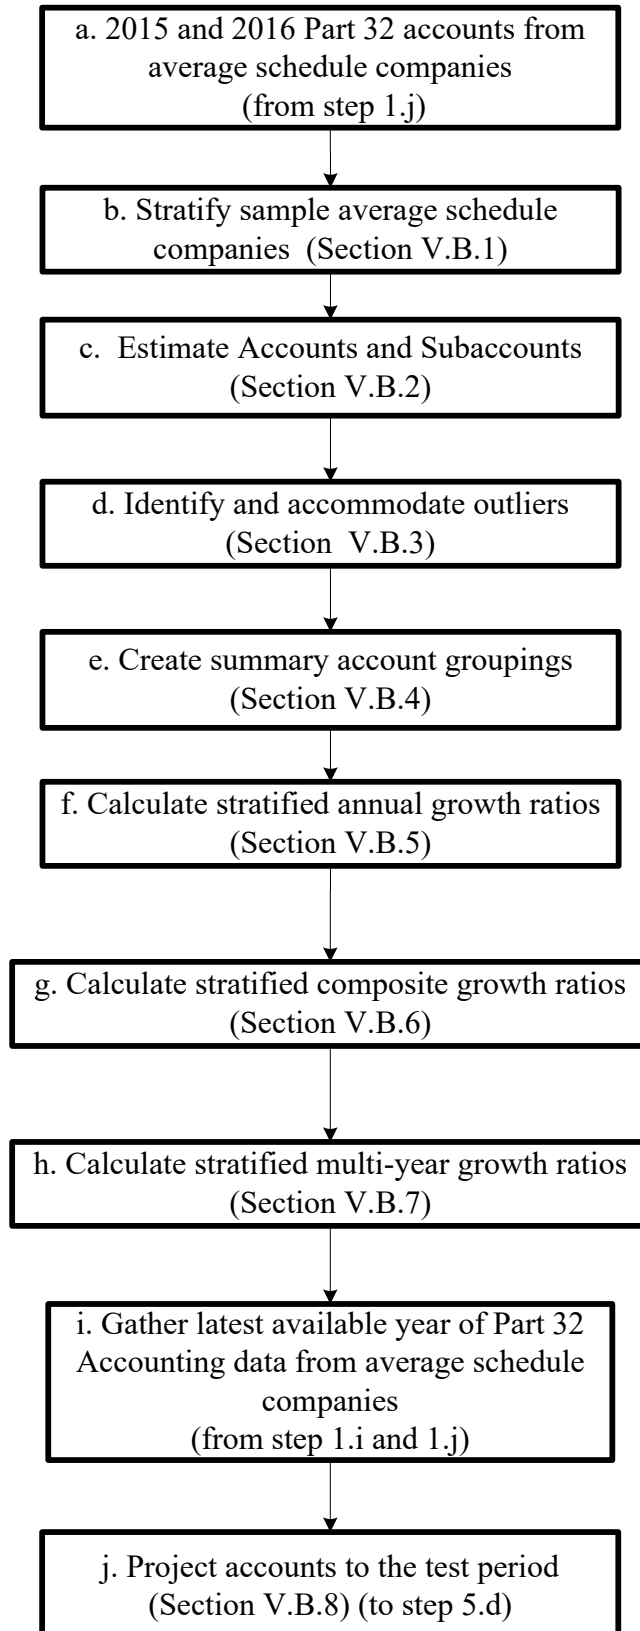 a. 2015 and 2016 Part 32 accounts from
average schedule companies
(from step 1.j)
b. Stratify sample average schedule
companies  (Section V.B.1)
c.  Estimate Accounts and Subaccounts
(Section V.B.2)
d. Identify and accommodate outliers
(Section  V.B.3)
e. Create summary account groupings
(Section V.B.4)
f. Calculate stratified annual growth ratios
(Section V.B.5)
g. Calculate stratified composite growth ratios
(Section V.B.6)
h. Calculate stratified multi-year growth ratios
(Section V.B.7)
i. Gather latest available year of Part 32
Accounting data from average schedule
companies
(from step 1.i and 1.j)
j. Project accounts to the test period
(Section V.B.8) (to step 5.d)